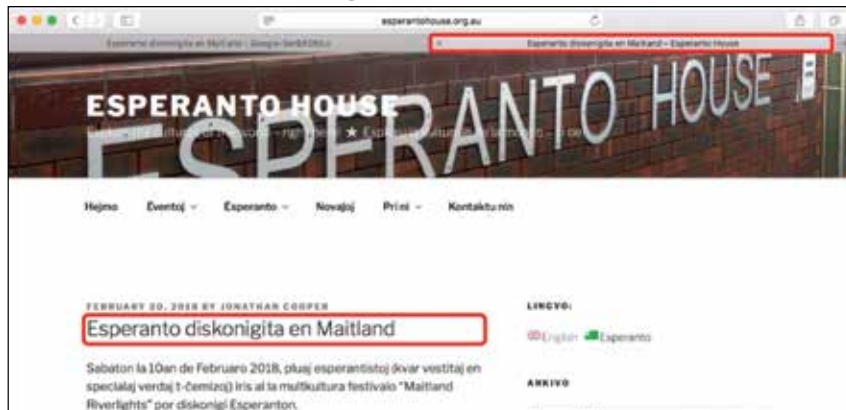 esperantohouse.org.au
Esperanto diskonigita en Maitland – Esperanto House
ESPERANTO HOUSE
ESPERANTO HOUSE
Hejmo Eventoj Esperanto Novaĵoj Pri ni Kontaktu nin
FEBRUARY 20, 2018 BY JONATHAN COOPER
Esperanto diskonigita en Maitland
Sabaton la 10an de Februaro 2018, pluaj esperantistoj (kvar vestitaj en
specialaj verdaj t-ĉemizoj) iris al la multkultura festivalo "Maitland
Riverlights" por diskonigi Esperanton.
LINGVO:
English Esperanto
ARKIVO